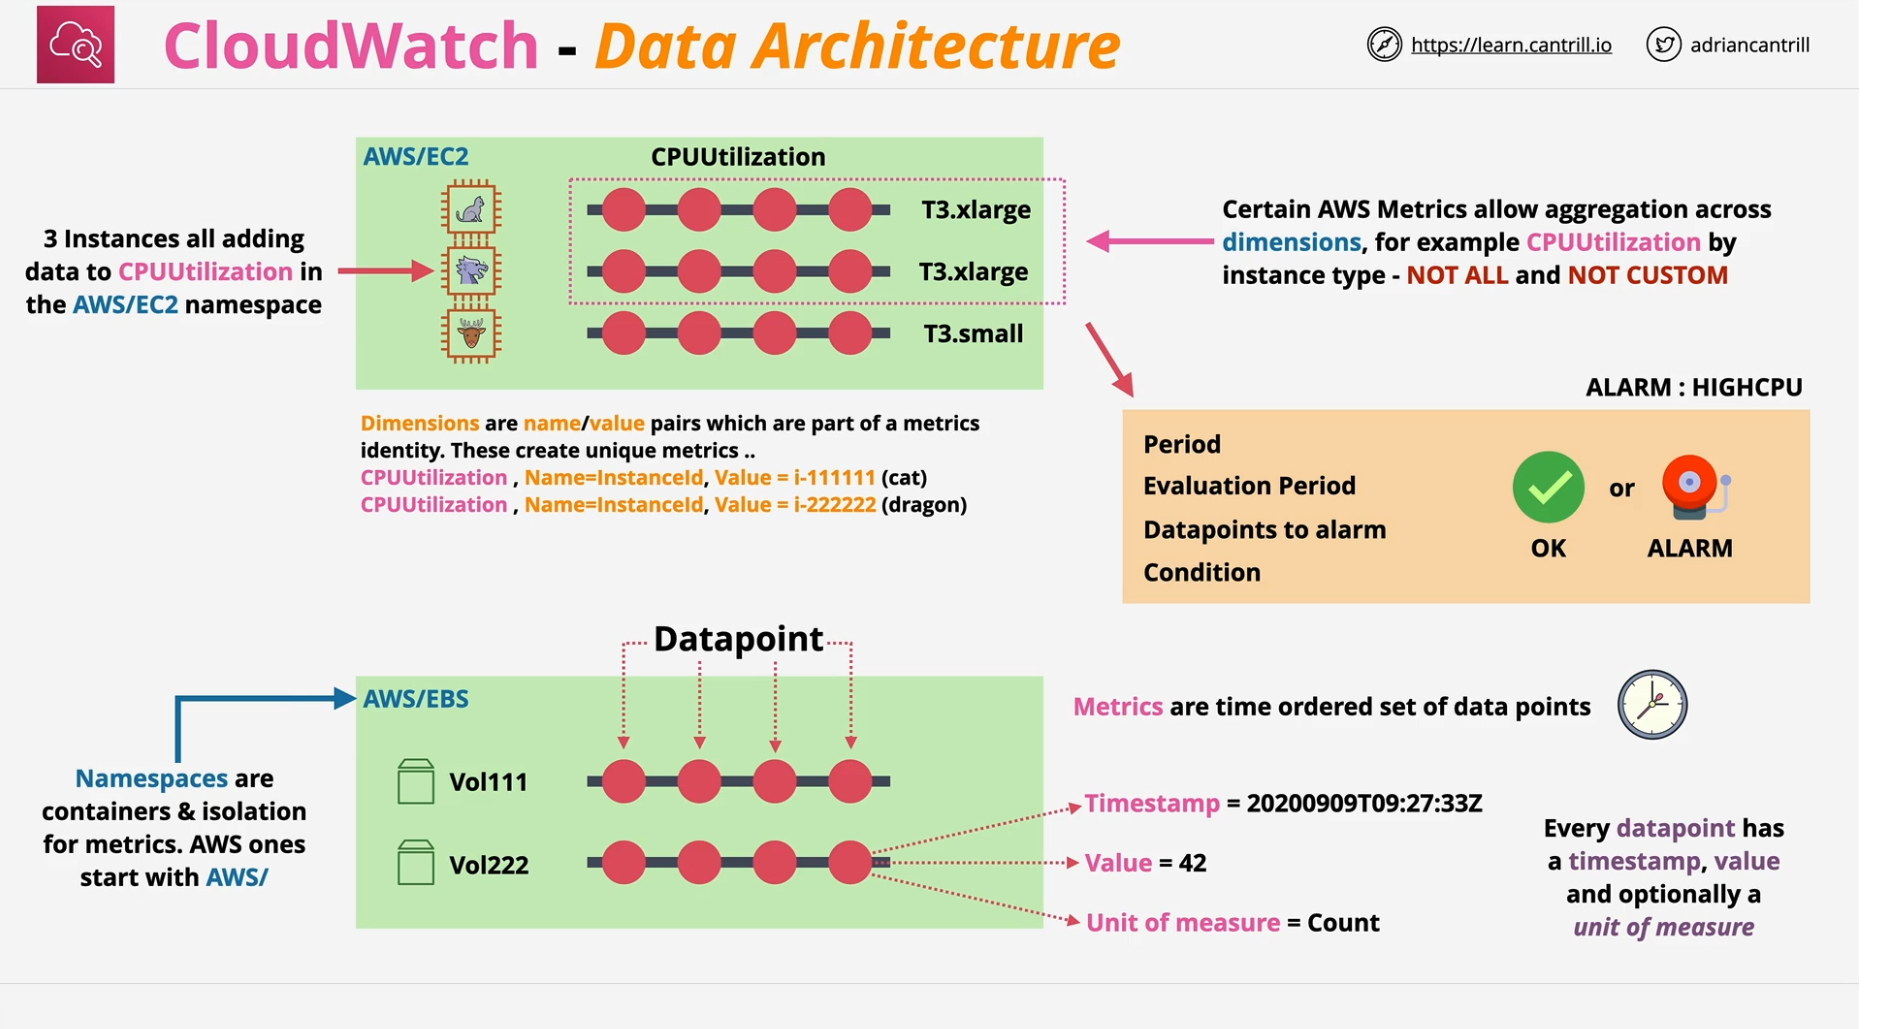 CloudWatch - Data Architecture
https://learn.cantrill.io
adriancantrill
AWS/EC2
CPUUtilization
T3.xlarge
T3.xlarge
T3.small
3 Instances all adding
data to CPUUtilization in
the AWS/EC2 namespace
Certain AWS Metrics allow aggregation across
dimensions, for example CPUUtilization by
instance type - NOT ALL and NOT CUSTOM
Dimensions are name/value pairs which are part of a metrics
identity. These create unique metrics ..
CPUUtilization , Name=InstanceId, Value = i-111111 (cat)
CPUUtilization , Name=InstanceId, Value = i-222222 (dragon)
ALARM : HIGHCPU
Period
Evaluation Period
Datapoints to alarm
Condition
OK
or
ALARM
Datapoint
AWS/EBS
Vol111
Vol222
Namespaces are
containers & isolation
for metrics. AWS ones
start with AWS/
Metrics are time ordered set of data points
Timestamp = 20200909T09:27:33Z
Value = 42
Unit of measure = Count
Every datapoint has
a timestamp, value
and optionally a
unit of measure